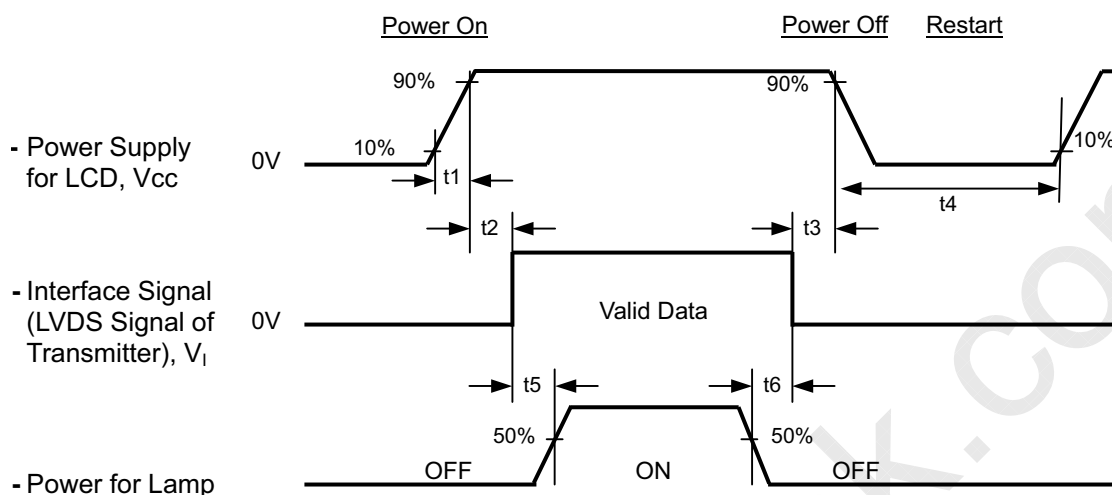 Power On
Power Off
Restart
90%
90%
- Power Supply
for LCD, Vcc
0V
10%
10%
t1
t4
t2
t3
- Interface Signal
(LVDS Signal of
Transmitter), VI
0V
Valid Data
t5
t6
50%
50%
- Power for Lamp
OFF
ON
OFF
k.com